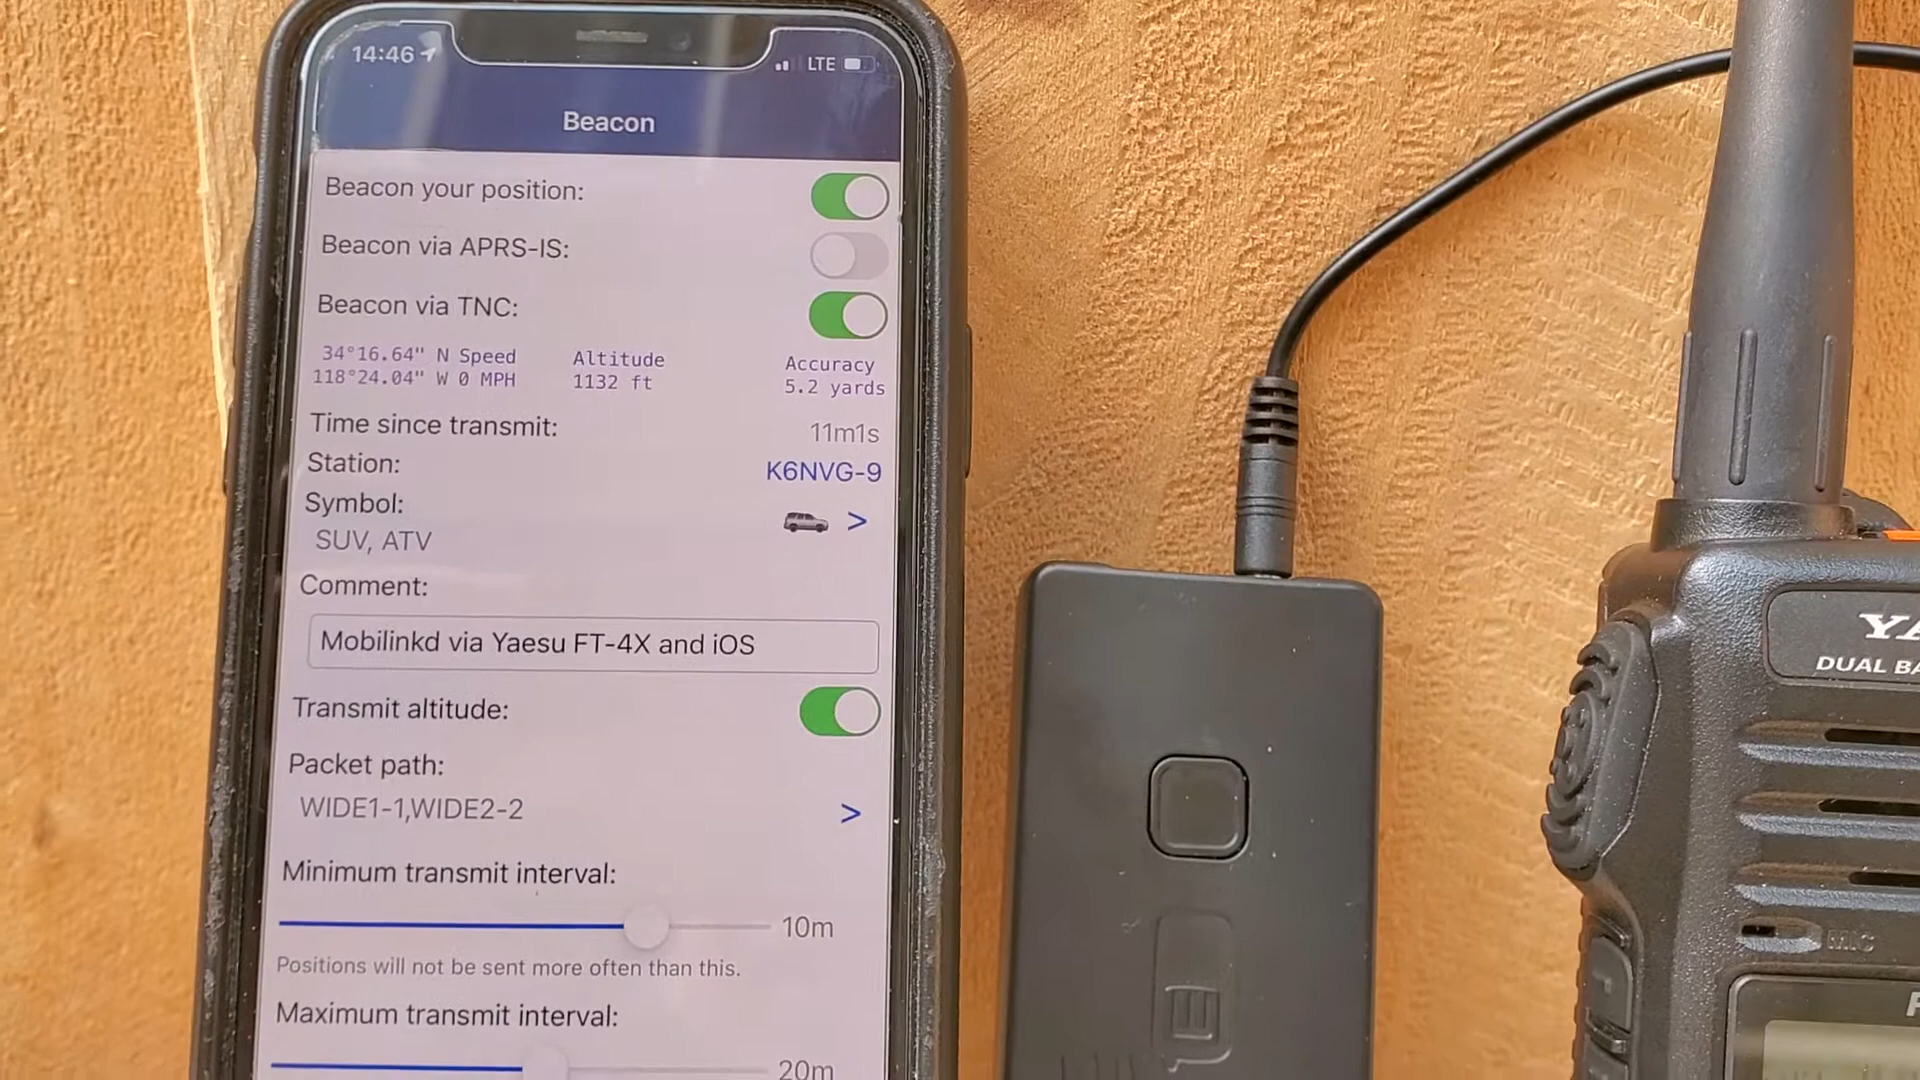 14:46
LTE
Beacon
Beacon your position:
Beacon via APRS-IS:
Beacon via TNC:
34°16.64" N Speed Altitude Accuracy
118°24.04" W 0 MPH 1132 ft 5.2 yards
Time since transmit: 11m1s
Station: K6NVG-9
Symbol: >
SUV, ATV
Comment:
Mobilinkd via Yaesu FT-4X and iOS
Transmit altitude:
Packet path:
WIDE1-1,WIDE2-2 >
Minimum transmit interval:
10m
Positions will not be sent more often than this.
Maximum transmit interval:
20m
YA
DUAL BA
MIC
F